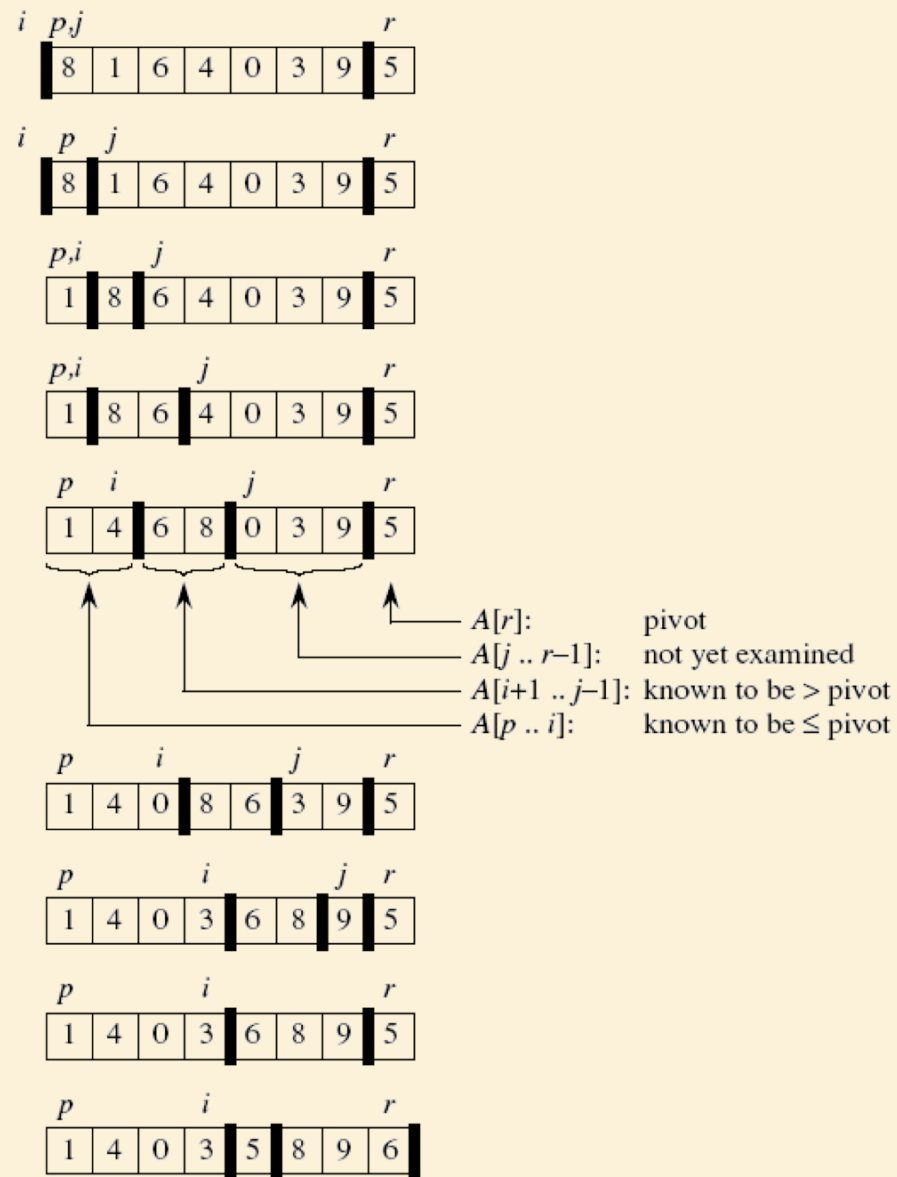 i p,j r
8 1 6 4 0 3 9 5
i p j r
8 1 6 4 0 3 9 5
p,i j r
1 8 6 4 0 3 9 5
p,i j r
1 8 6 4 0 3 9 5
p i j r
1 4 6 8 0 3 9 5
A[r]: pivot
A[j .. r–1]: not yet examined
A[i+1 .. j–1]: known to be > pivot
A[p .. i]: known to be ≤ pivot
p i j r
1 4 0 8 6 3 9 5
p i j r
1 4 0 3 6 8 9 5
p i r
1 4 0 3 6 8 9 5
p i r
1 4 0 3 5 8 9 6